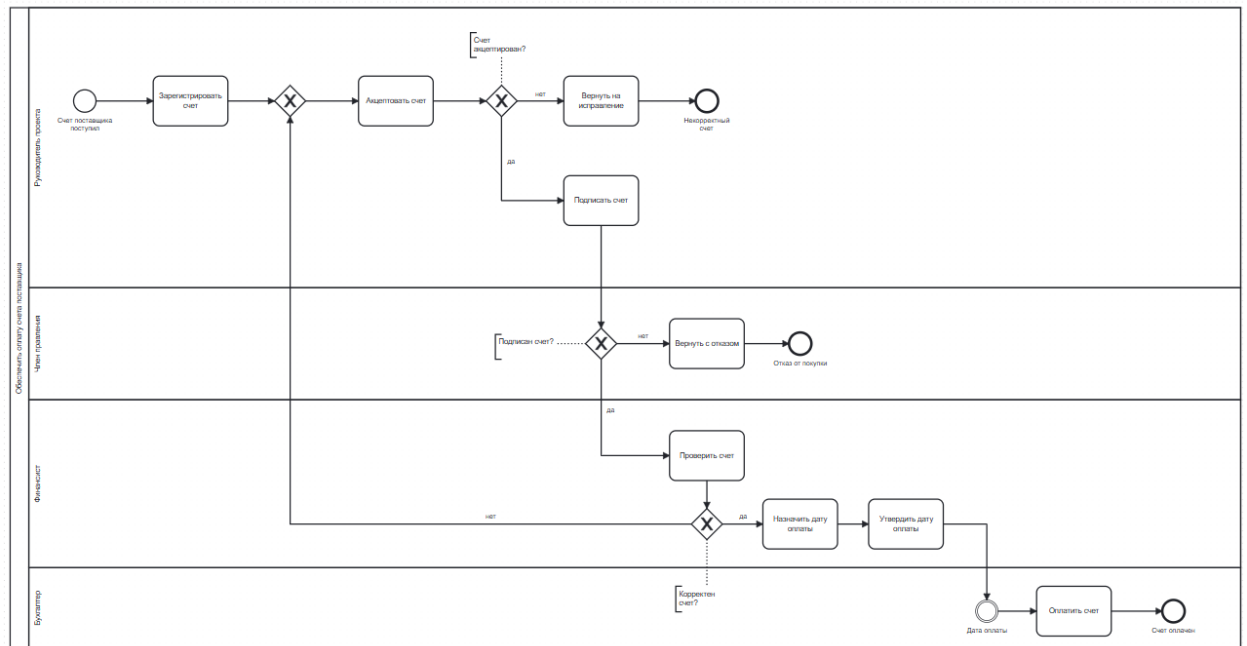 Обеспечить оплату счета поставщика
Руководитель проекта
Счет
акцептирован?
Счет поставщика
поступил
Зарегистрировать
счет
Акцептовать счет
нет
Вернуть на
исправление
Некорректный
счет
да
Подписать счет
Член правления
Подписан счет?
нет
Вернуть с отказом
Отказ от покупки
да
Финансист
Проверить счет
нет
да
Назначить дату
оплаты
Утвердить дату
оплаты
Бухгалтер
Корректен
счет?
Дата оплаты
Оплатить счет
Счет оплачен